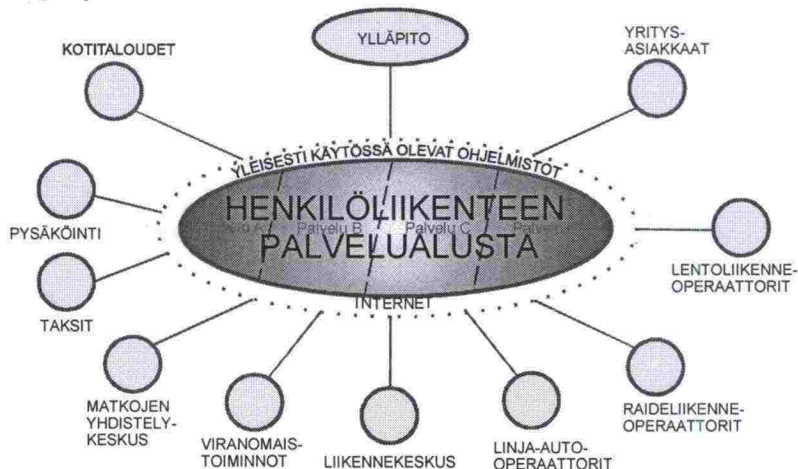 YLLÄPITO
KOTITALOUDET
YRITYS-
ASIAKKAAT
YLEISESTI KÄYTÖSSÄ OLEVAT OHJELMISTOT
HENKILÖLIIKENTEEN
Palvelu B
Palvelu C
PALVELUALUSTA
INTERNET
PYSÄKÖINTI
TAKSIT
LENTOLIIKENNE-
OPERAATTORIT
MATKOJEN
YHDISTELY-
KESKUS
VIRANOMAIS-
TOIMINNOT
LIIKENNEKESKUS
LINJA-AUTO-
OPERAATTORIT
RAIDELIIKENNE-
OPERAATTORIT